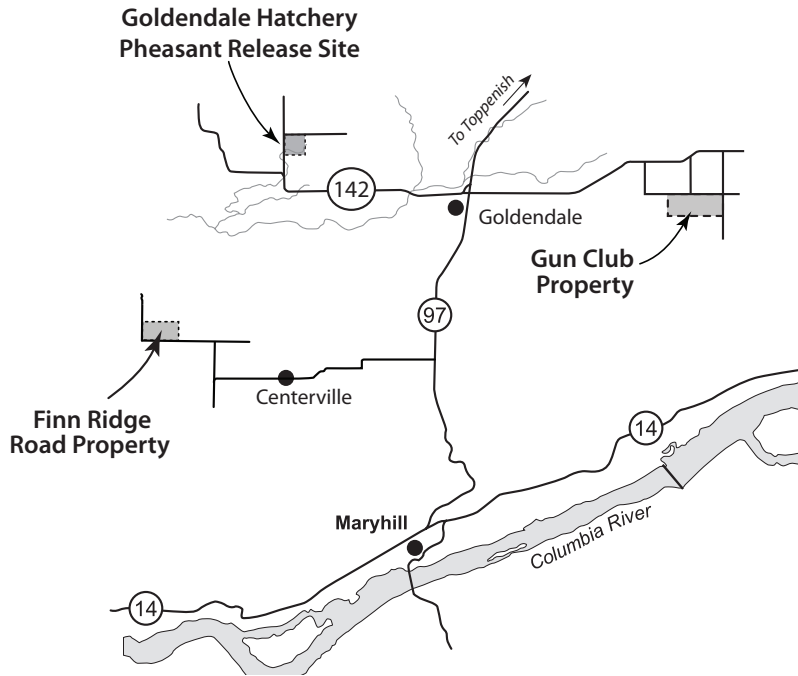 Goldendale Hatchery
Pheasant Release Site
To Toppenish
142
Goldendale
Gun Club
Property
97
Centerville
Finn Ridge
Road Property
14
Maryhill
Columbia River
14